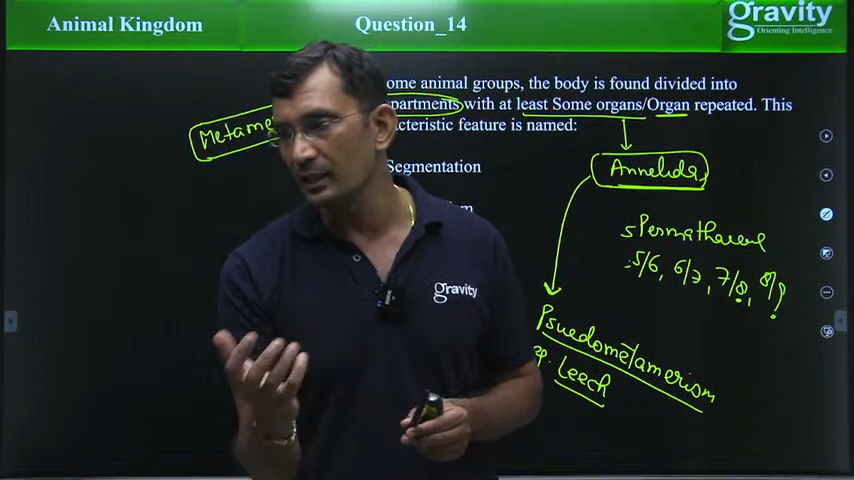 Animal Kingdom
Question_14
gravity
Orienting Intelligence
ome animal groups, the body is found divided into
partments with at least Some organs/Organ repeated. This
cteristic feature is named:
Metame
Segmentation
Annelida
Spermathecae
5/6, 6/7, 7/8, 8/9
gravity
Psuedometamerism
Leech